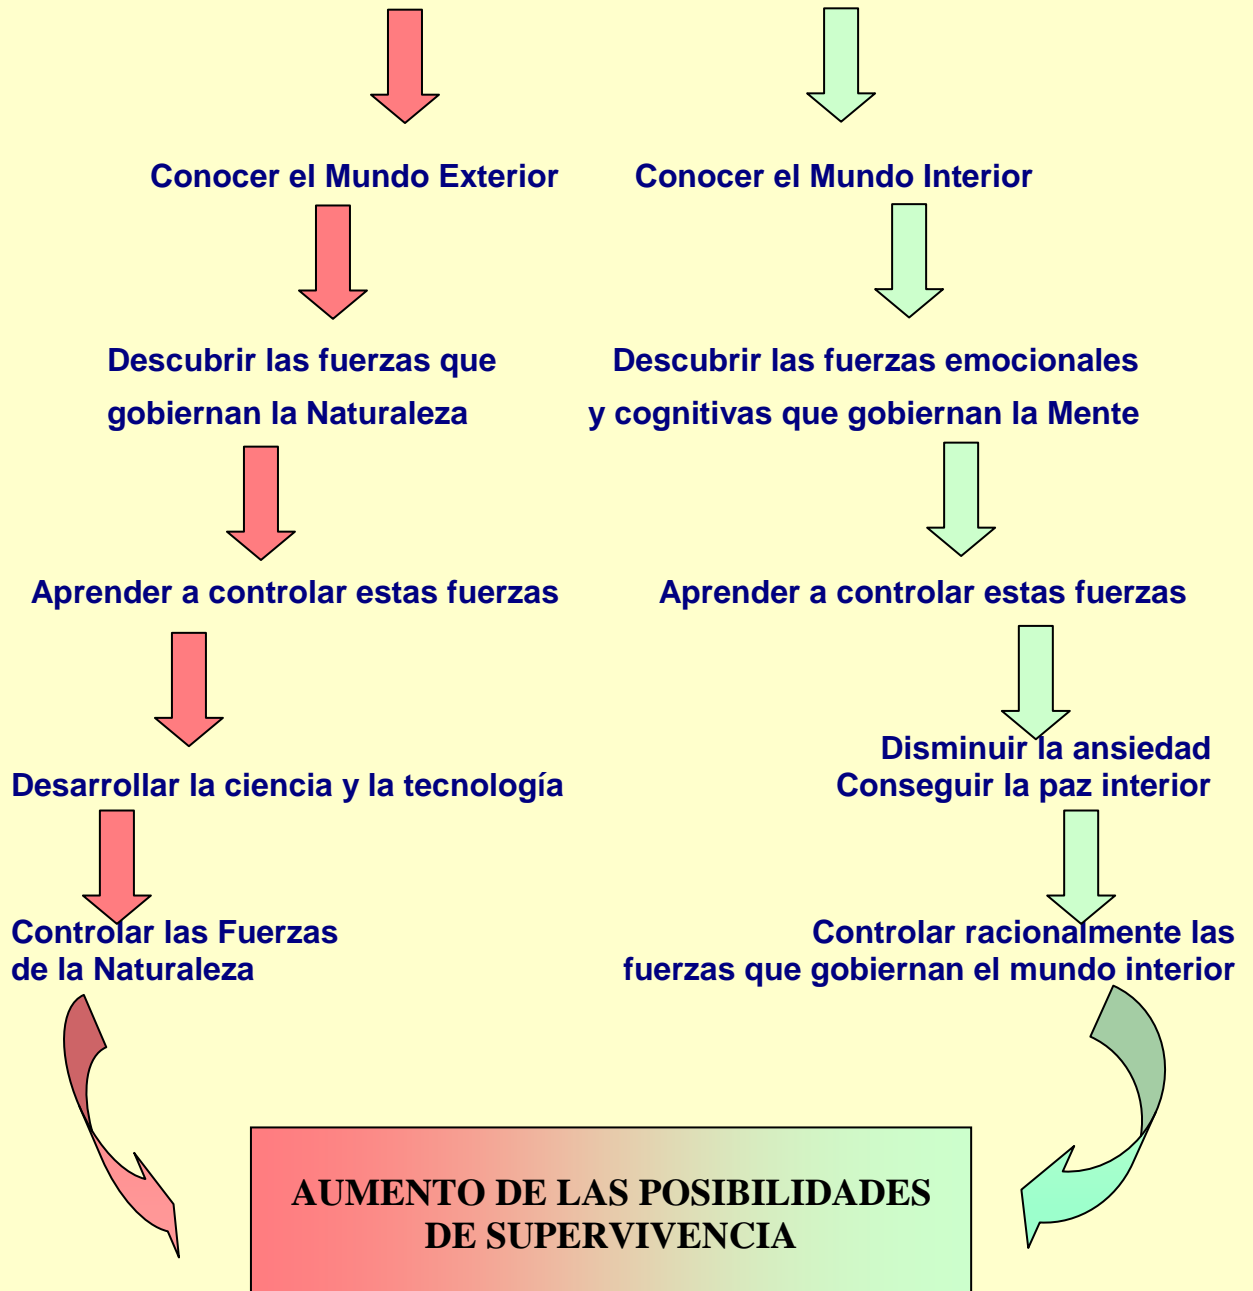 Conocer el Mundo Exterior
Conocer el Mundo Interior
Descubrir las fuerzas que
gobiernan la Naturaleza
Descubrir las fuerzas emocionales
y cognitivas que gobiernan la Mente
Aprender a controlar estas fuerzas
Aprender a controlar estas fuerzas
Desarrollar la ciencia y la tecnología
Disminuir la ansiedad
Conseguir la paz interior
Controlar las Fuerzas
de la Naturaleza
Controlar racionalmente las
fuerzas que gobiernan el mundo interior
AUMENTO DE LAS POSIBILIDADES
DE SUPERVIVENCIA